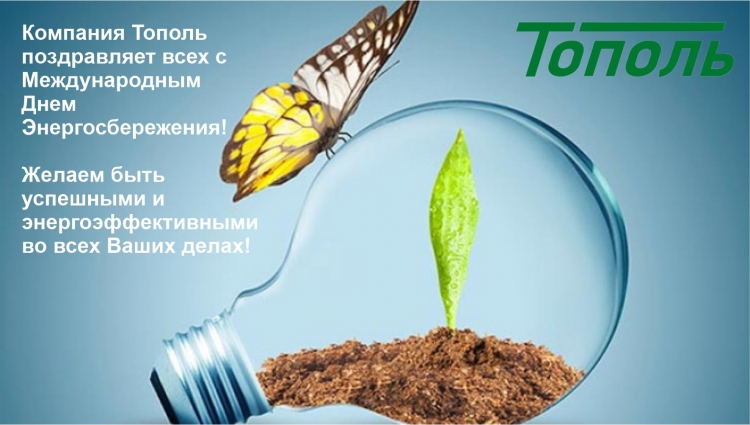 Компания Тополь
поздравляет всех с
Международным
Днем
Энергосбережения!
Желаем быть
успешными и
энергоэффективными
во всех Ваших делах!
Тополь